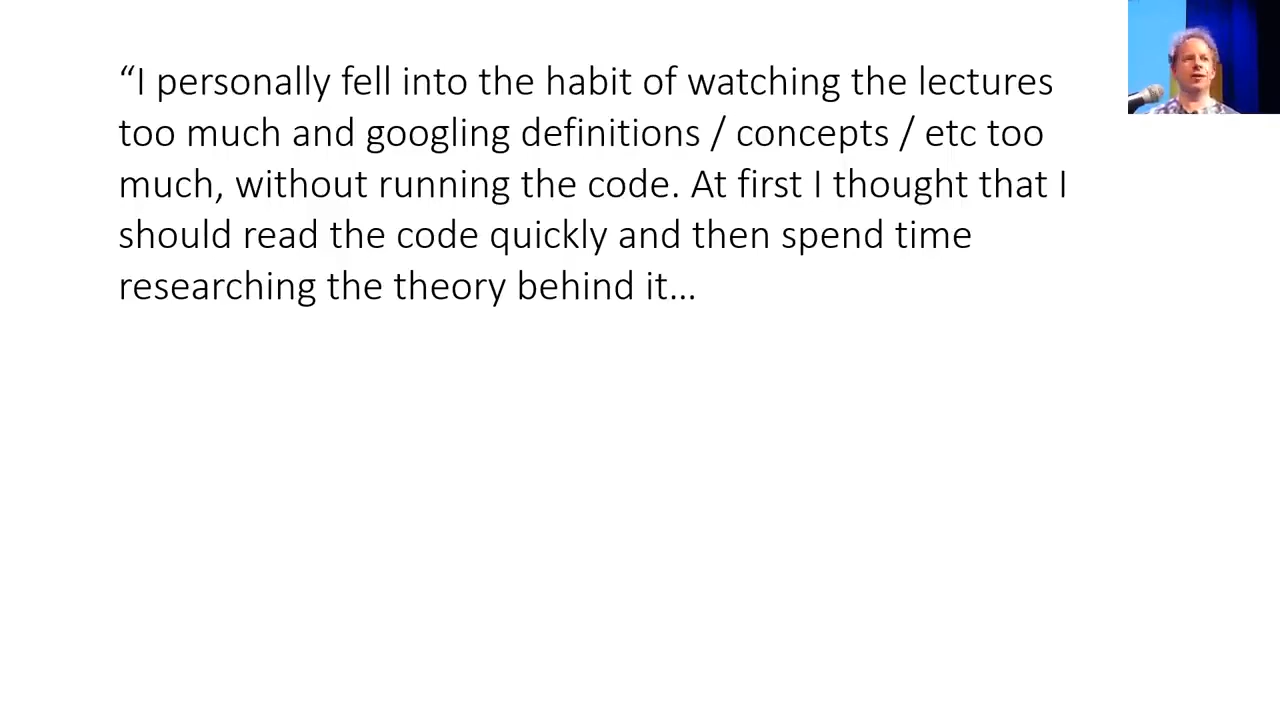 “I personally fell into the habit of watching the lectures
too much and googling definitions / concepts / etc too
much, without running the code. At first I thought that I
should read the code quickly and then spend time
researching the theory behind it…